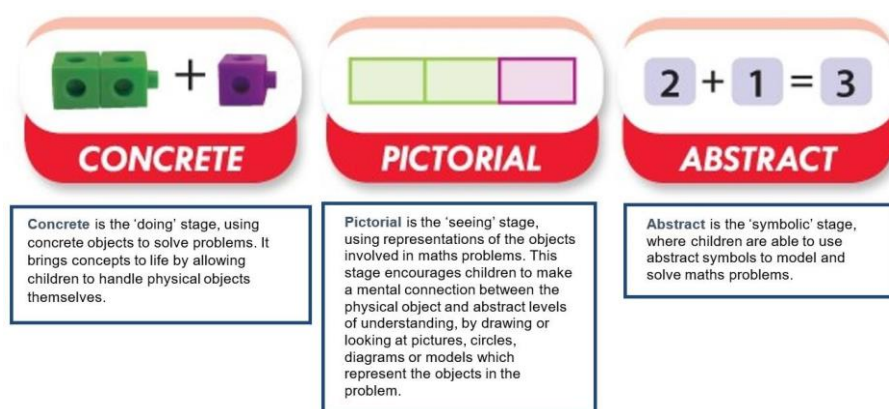 +
2 + 1 = 3
CONCRETE
PICTORIAL
ABSTRACT
Concrete is the ‘doing’ stage, using
concrete objects to solve problems. It
brings concepts to life by allowing
children to handle physical objects
themselves.
Pictorial is the ‘seeing’ stage,
using representations of the objects
involved in maths problems. This
stage encourages children to make
a mental connection between the
physical object and abstract levels
of understanding, by drawing or
looking at pictures, circles,
diagrams or models which
represent the objects in the
problem.
Abstract is the ‘symbolic’ stage,
where children are able to use
abstract symbols to model and
solve maths problems.